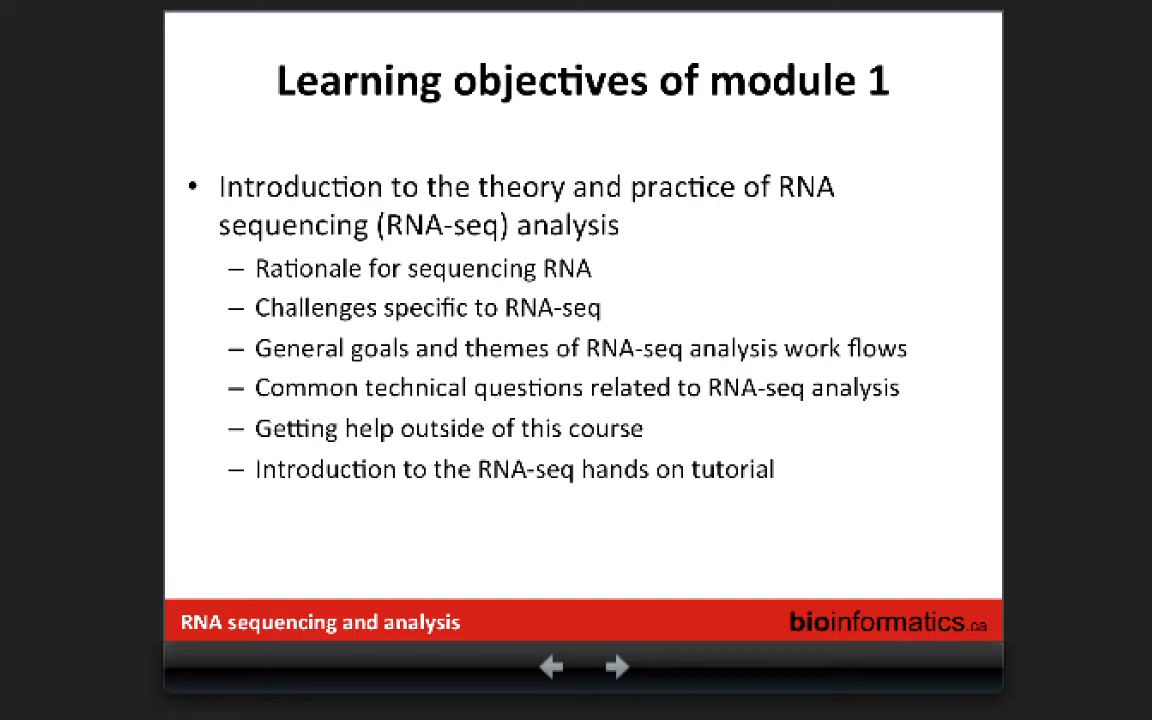 Learning objectives of module 1
• Introduction to the theory and practice of RNA
sequencing (RNA-seq) analysis
– Rationale for sequencing RNA
– Challenges specific to RNA-seq
– General goals and themes of RNA-seq analysis work flows
– Common technical questions related to RNA-seq analysis
– Getting help outside of this course
– Introduction to the RNA-seq hands on tutorial
RNA sequencing and analysis
bioinformatics.ca